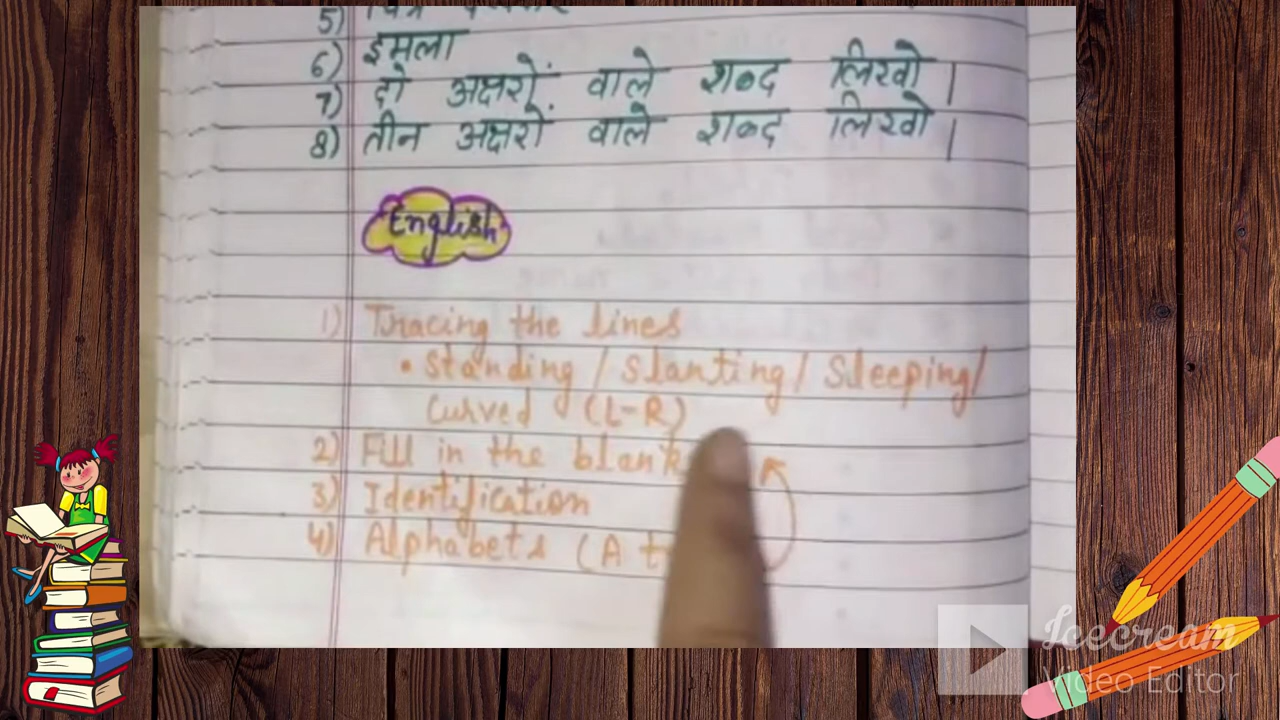 5) चित्र
6) इमला
7) दो अक्षरों वाले शब्द लिखो |
8) तीन अक्षरों वाले शब्द लिखो |
English
1) Tracing the lines
• Standing / Slanting / Sleeping /
Curved (L-R)
2) Fill in the blank
3) Identification
4) Alphabets (A t
Icecream
Video Editor